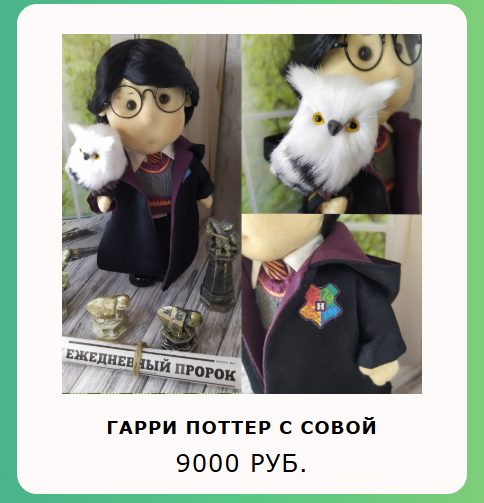 H
ЕЖЕДНЕВНЫЙ ПРОРОК
ГАРРИ ПОТТЕР С СОВОЙ
9000 РУБ.